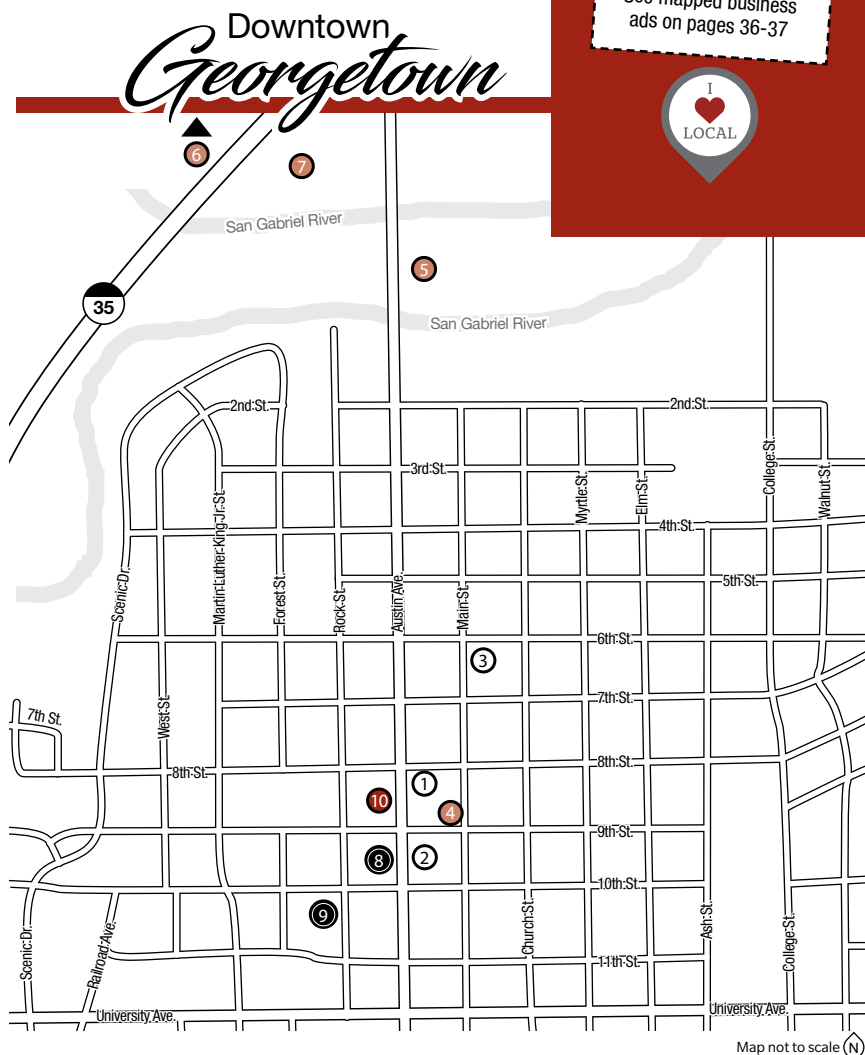 Downtown
Georgetown
mapped business
ads on pages 36-37
I
LOCAL
6
7
San Gabriel River
5
35
San Gabriel River
2nd St.
2nd St.
3rd St.
College St.
Walnut St.
Myrtle St.
Elm St.
Martin Luther King Jr. St.
4th St.
Scenic Dr.
Forest St.
Rock St.
Austin Ave.
Main St.
5th St.
6th St.
3
West St.
7th St.
7th St.
8th St.
8th St.
1
10
4
9th St.
8
2
10th St.
9
Church St.
Ash St.
College St.
Scenic Dr.
Railroad Ave.
11th St.
University Ave.
University Ave.
Map not to scale N